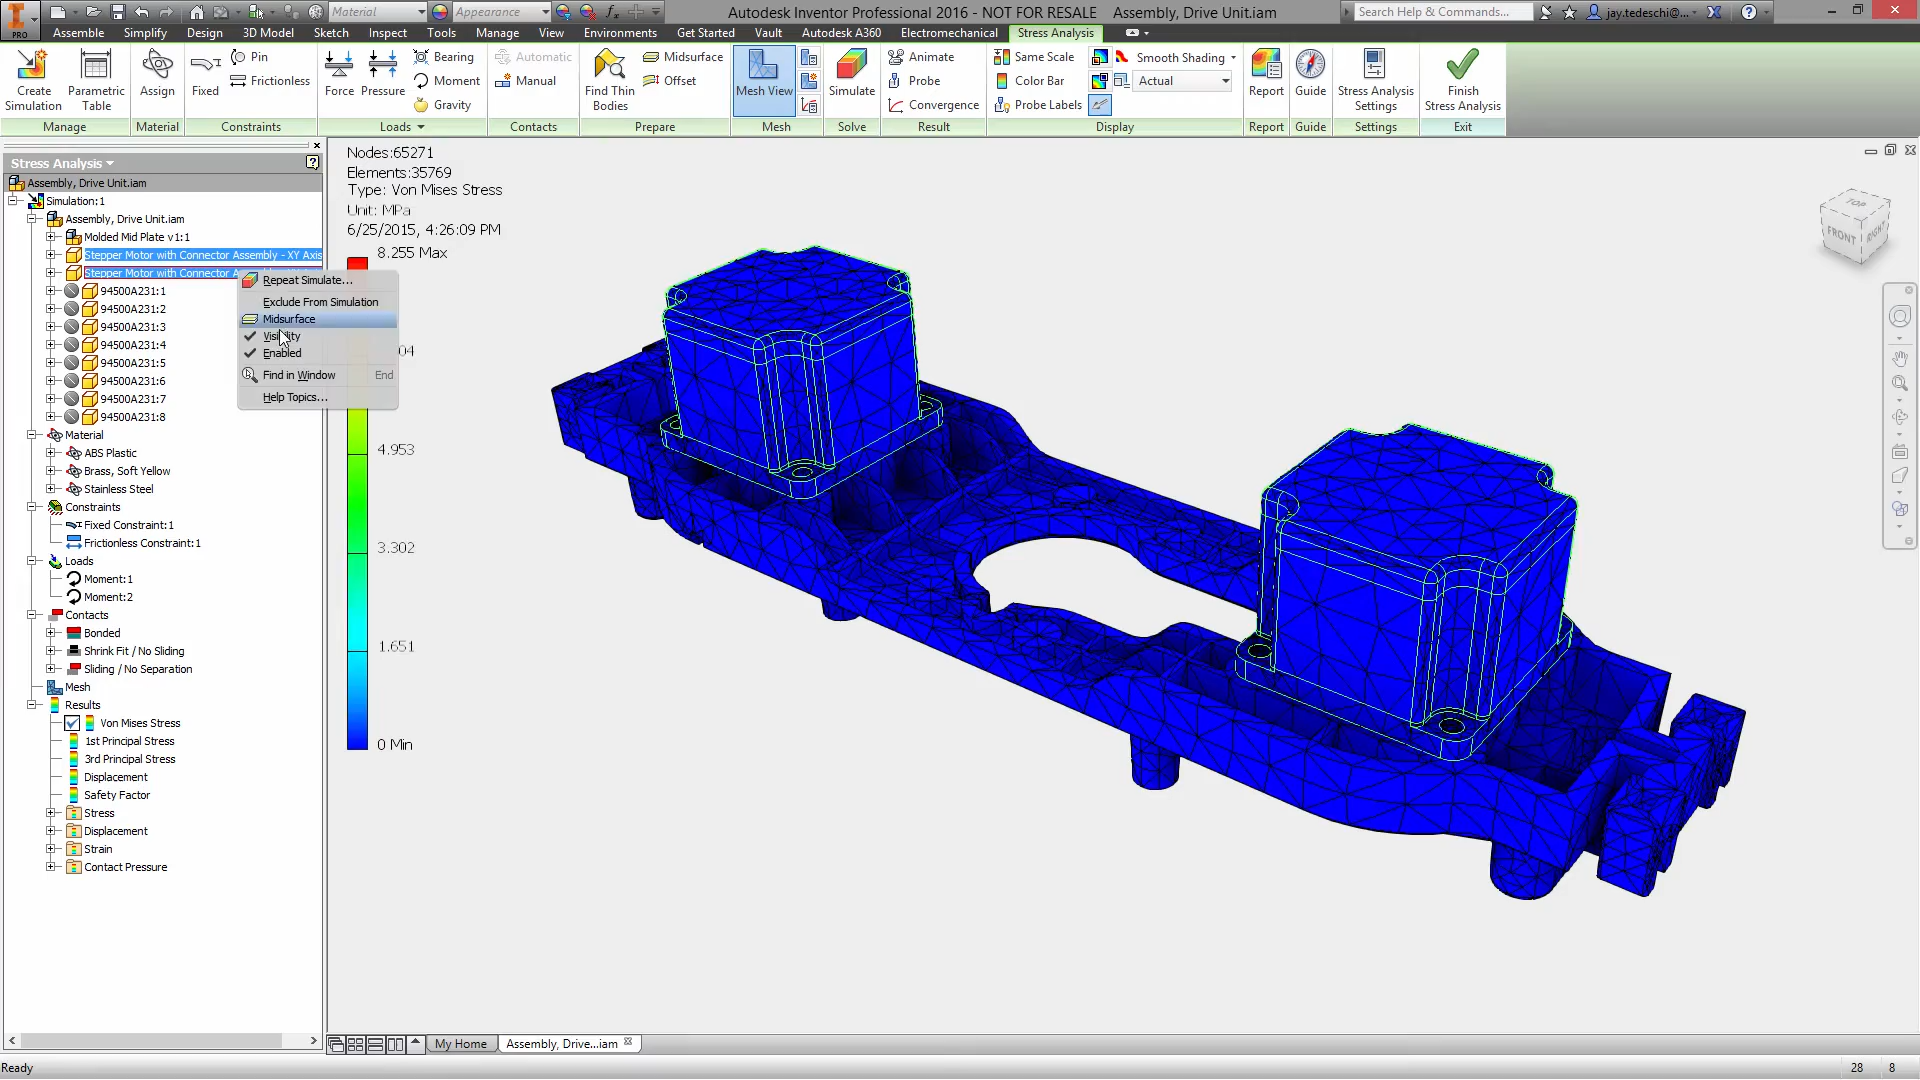 Material
Appearance
Autodesk Inventor Professional 2016 - NOT FOR RESALE Assembly, Drive Unit.iam
Search Help & Commands...
jay.tedeschi@...
PRO
Assemble
Simplify
Design
3D Model
Sketch
Inspect
Tools
Manage
View
Environments
Get Started
Vault
Autodesk A360
Electromechanical
Stress Analysis
Create Simulation
Parametric Table
Assign
Fixed
Pin
Frictionless
Force
Pressure
Bearing
Moment
Gravity
Automatic
Manual
Find Thin Bodies
Midsurface
Offset
Mesh View
Simulate
Animate
Probe
Convergence
Same Scale
Color Bar
Probe Labels
Smooth Shading
Actual
Report
Guide
Stress Analysis Settings
Finish Stress Analysis
Manage
Material
Constraints
Loads
Contacts
Prepare
Mesh
Solve
Result
Display
Report
Guide
Settings
Exit
Stress Analysis
Assembly, Drive Unit.iam
Simulation:1
Assembly, Drive Unit.iam
Molded Mid Plate v1:1
Stepper Motor with Connector Assembly - XY Axis
Stepper Motor with Connector A
94500A231:1
94500A231:2
94500A231:3
94500A231:4
94500A231:5
94500A231:6
94500A231:7
94500A231:8
Material
ABS Plastic
Brass, Soft Yellow
Stainless Steel
Constraints
Fixed Constraint:1
Frictionless Constraint:1
Loads
Moment:1
Moment:2
Contacts
Bonded
Shrink Fit / No Sliding
Sliding / No Separation
Mesh
Results
Von Mises Stress
1st Principal Stress
3rd Principal Stress
Displacement
Safety Factor
Stress
Displacement
Strain
Contact Pressure
Repeat Simulate...
Exclude From Simulation
Midsurface
Visibility
Enabled
Find in Window End
Help Topics...
Nodes:65271
Elements:35769
Type: Von Mises Stress
Unit: MPa
6/25/2015, 4:26:09 PM
8.255 Max
04
4.953
3.302
1.651
0 Min
TOP
FRONT
RIGHT
My Home
Assembly, Drive...iam
Ready
28 8